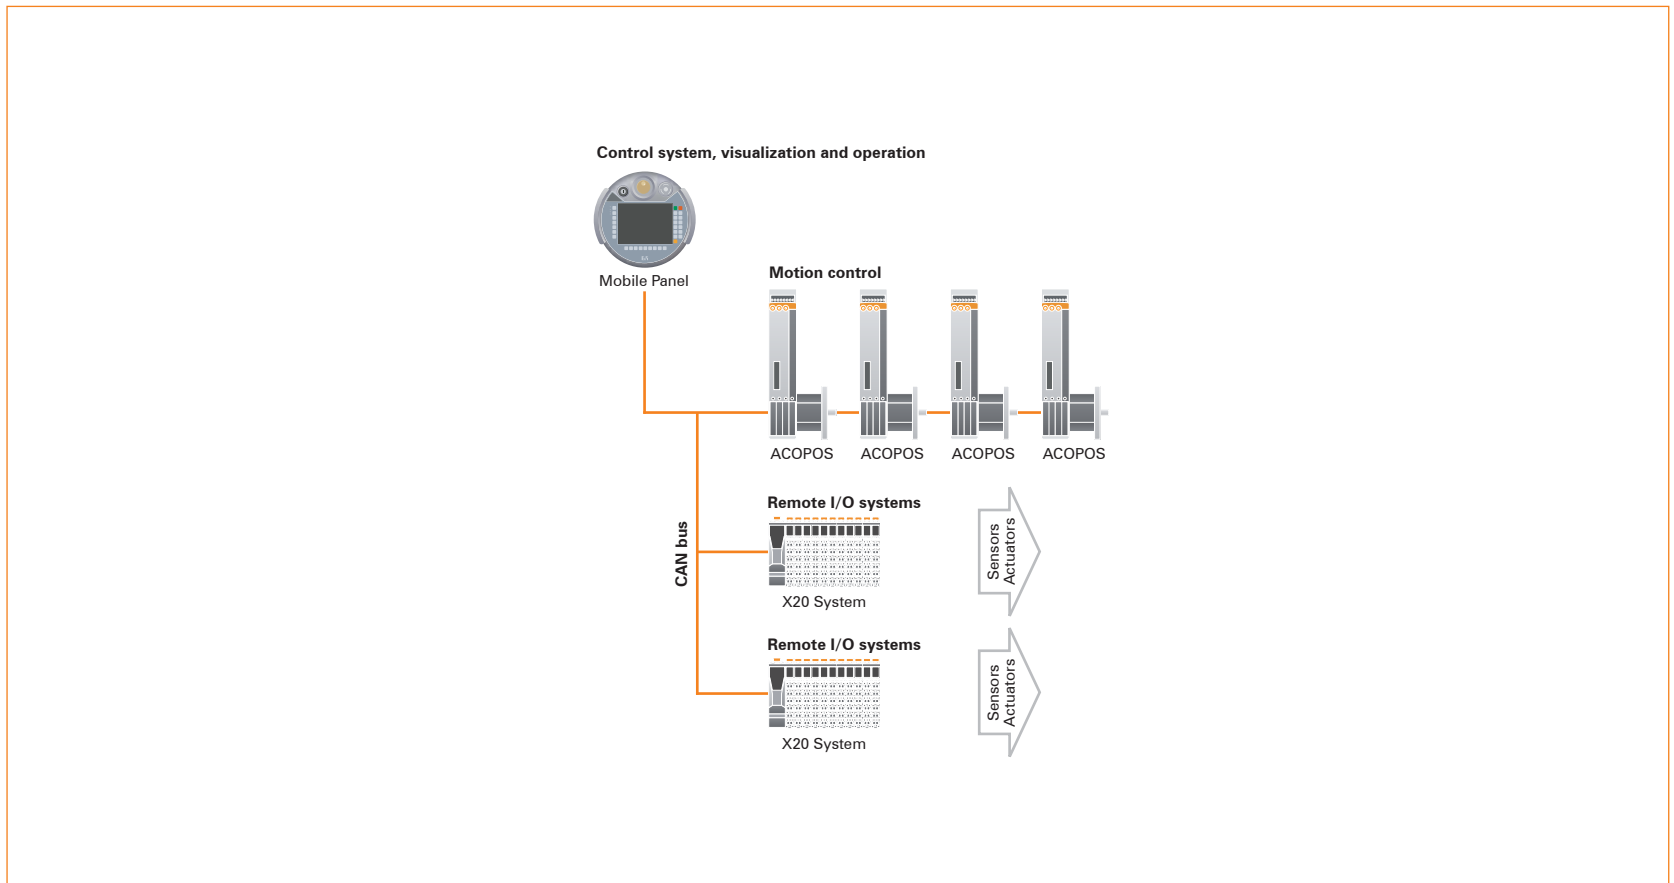 Control system, visualization and operation
Mobile Panel
Motion control
ACOPOS
ACOPOS
ACOPOS
ACOPOS
CAN bus
Remote I/O systems
X20 System
Sensors
Actuators
Remote I/O systems
X20 System
Sensors
Actuators